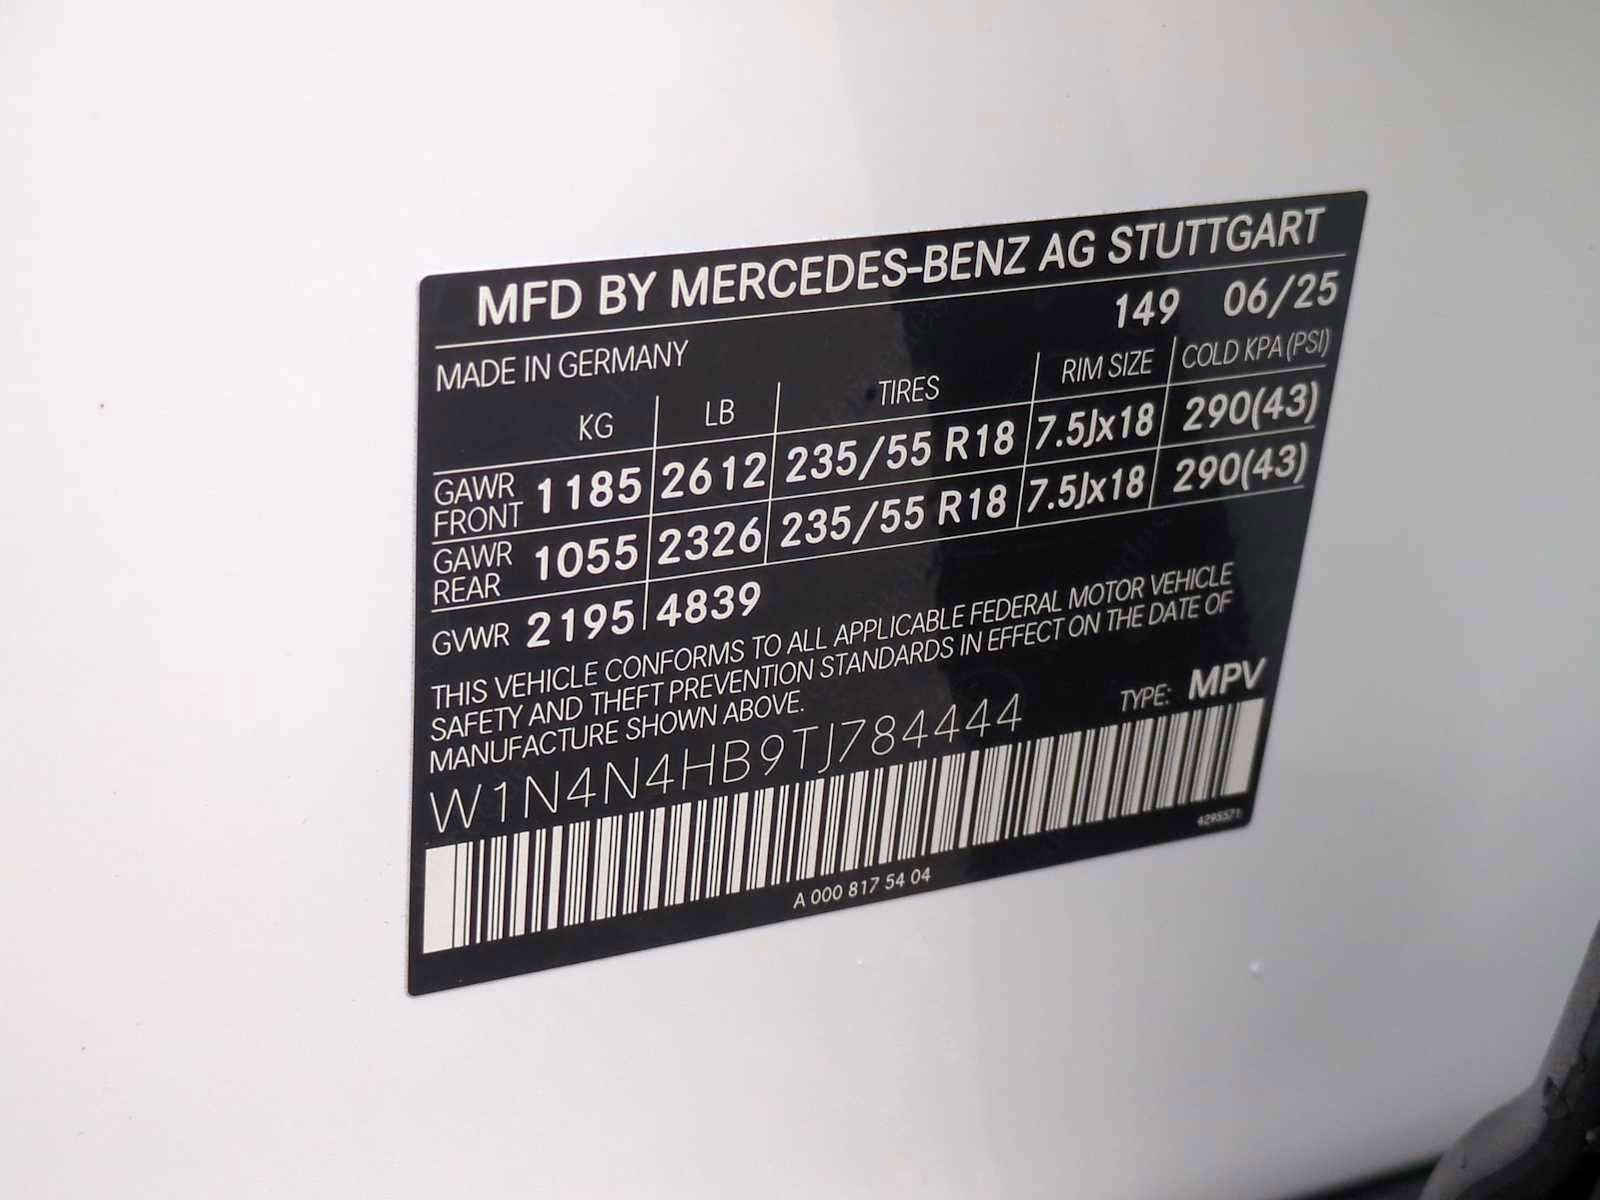 MFD BY MERCEDES-BENZ AG STUTTGART
149 06/25
MADE IN GERMANY
KG LB TIRES RIM SIZE COLD KPA (PSI)
GAWR FRONT 1185 2612 235/55 R18 7.5Jx18 290(43)
GAWR REAR 1055 2326 235/55 R18 7.5Jx18 290(43)
GVWR 2195 4839
THIS VEHICLE CONFORMS TO ALL APPLICABLE FEDERAL MOTOR VEHICLE
SAFETY AND THEFT PREVENTION STANDARDS IN EFFECT ON THE DATE OF
MANUFACTURE SHOWN ABOVE.
TYPE: MPV
W1N4N4HB9TJ784444
4295571
A 000 817 54 04